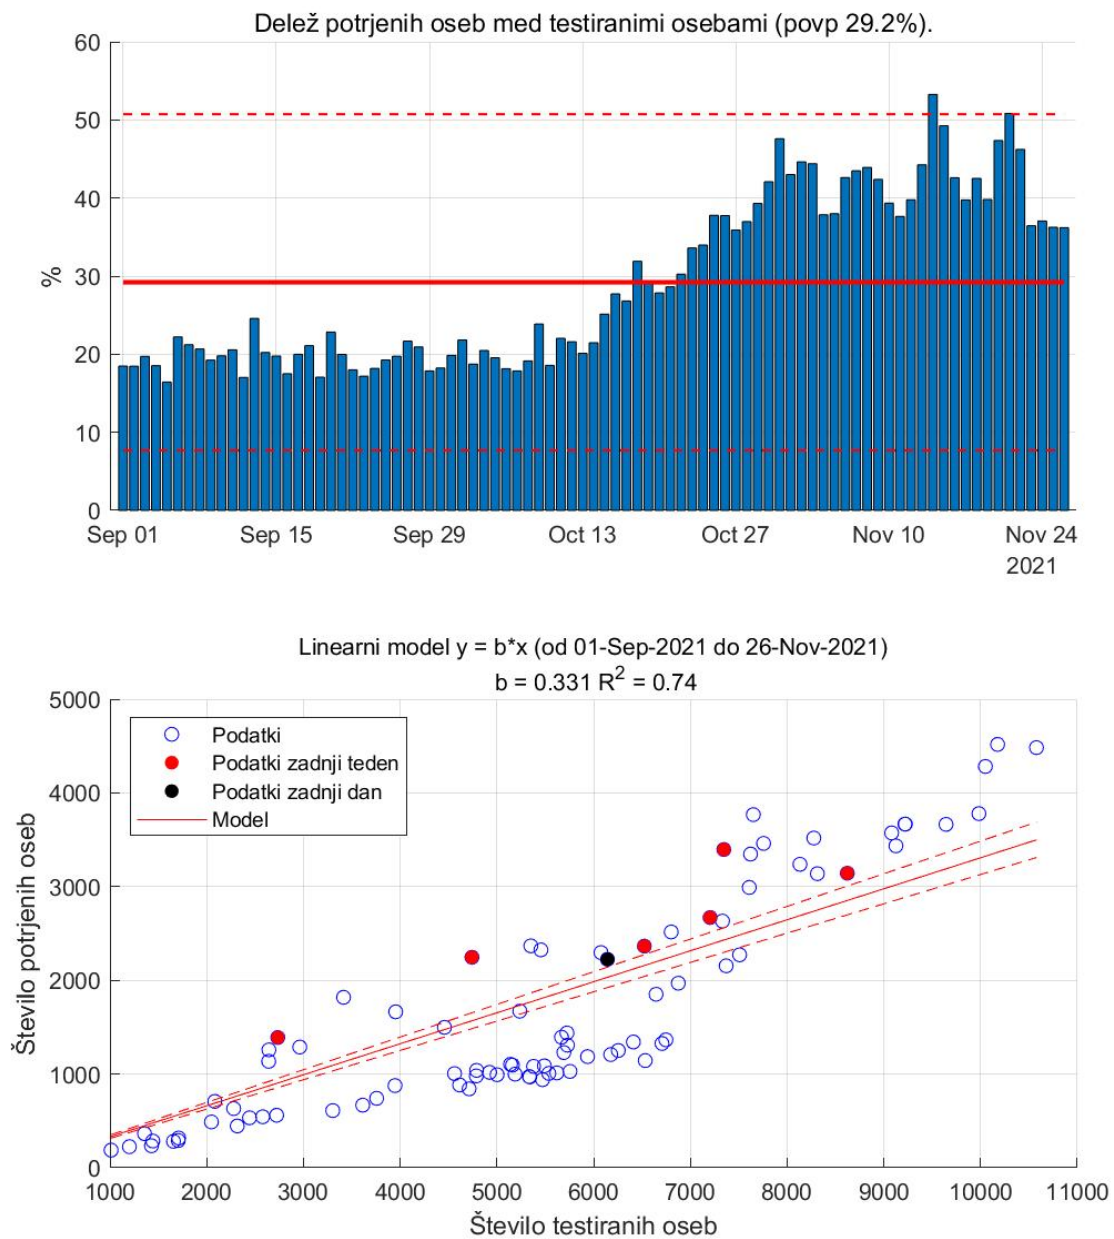 Delež potrjenih oseb med testiranimi osebami (povp 29.2%).
60
50
40
30
20
10
0
%
Sep 01 Sep 15 Sep 29 Oct 13 Oct 27 Nov 10 Nov 24
2021
Linearni model y = b*x (od 01-Sep-2021 do 26-Nov-2021)
b = 0.331 R² = 0.74
5000
4000
3000
2000
1000
0
Število potrjenih oseb
Podatki
Podatki zadnji teden
Podatki zadnji dan
Model
1000 2000 3000 4000 5000 6000 7000 8000 9000 10000 11000
Število testiranih oseb